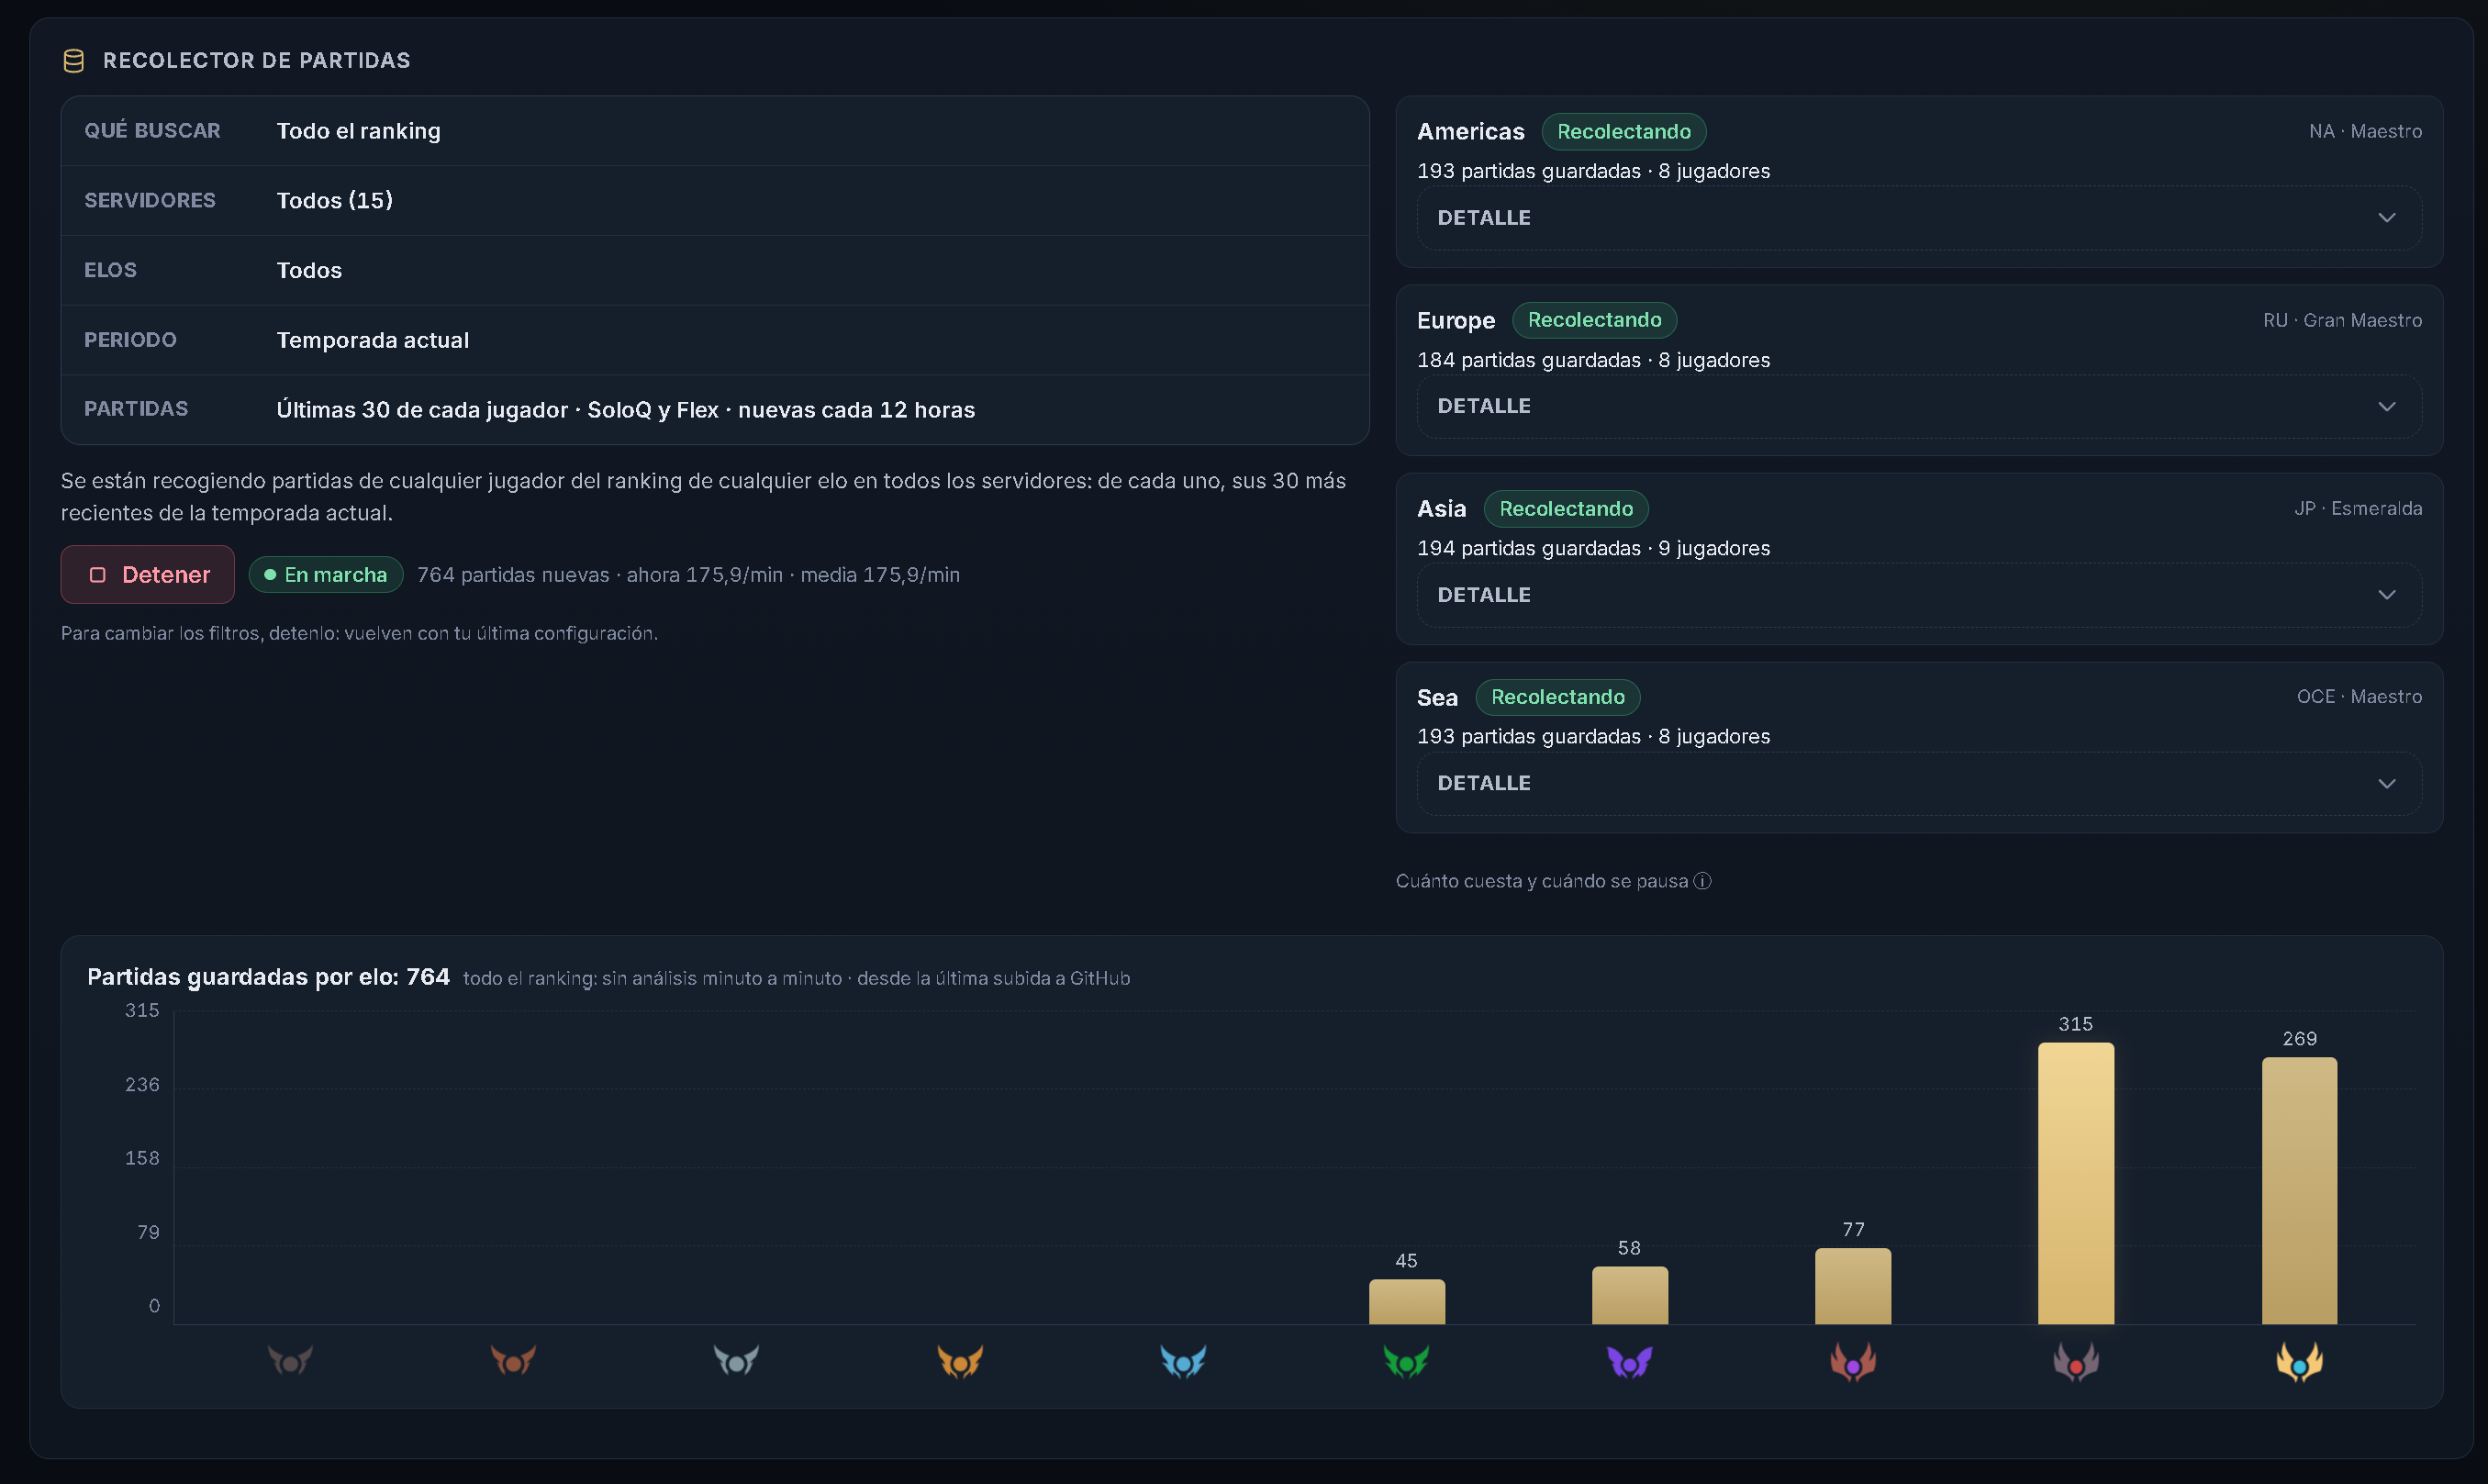 RECOLECTOR DE PARTIDAS
QUÉ BUSCAR Todo el ranking
SERVIDORES Todos (15)
ELOS Todos
PERIODO Temporada actual
PARTIDAS Últimas 30 de cada jugador · SoloQ y Flex · nuevas cada 12 horas
Se están recogiendo partidas de cualquier jugador del ranking de cualquier elo en todos los servidores: de cada uno, sus 30 más
recientes de la temporada actual.
Detener En marcha 764 partidas nuevas · ahora 175,9/min · media 175,9/min
Para cambiar los filtros, detenlo: vuelven con tu última configuración.
Americas Recolectando NA · Maestro
193 partidas guardadas · 8 jugadores
DETALLE
Europe Recolectando RU · Gran Maestro
184 partidas guardadas · 8 jugadores
DETALLE
Asia Recolectando JP · Esmeralda
194 partidas guardadas · 9 jugadores
DETALLE
Sea Recolectando OCE · Maestro
193 partidas guardadas · 8 jugadores
DETALLE
Cuánto cuesta y cuándo se pausa ⓘ
Partidas guardadas por elo: 764 todo el ranking: sin análisis minuto a minuto · desde la última subida a GitHub
315
236
158
79
0
45
58
77
315
269